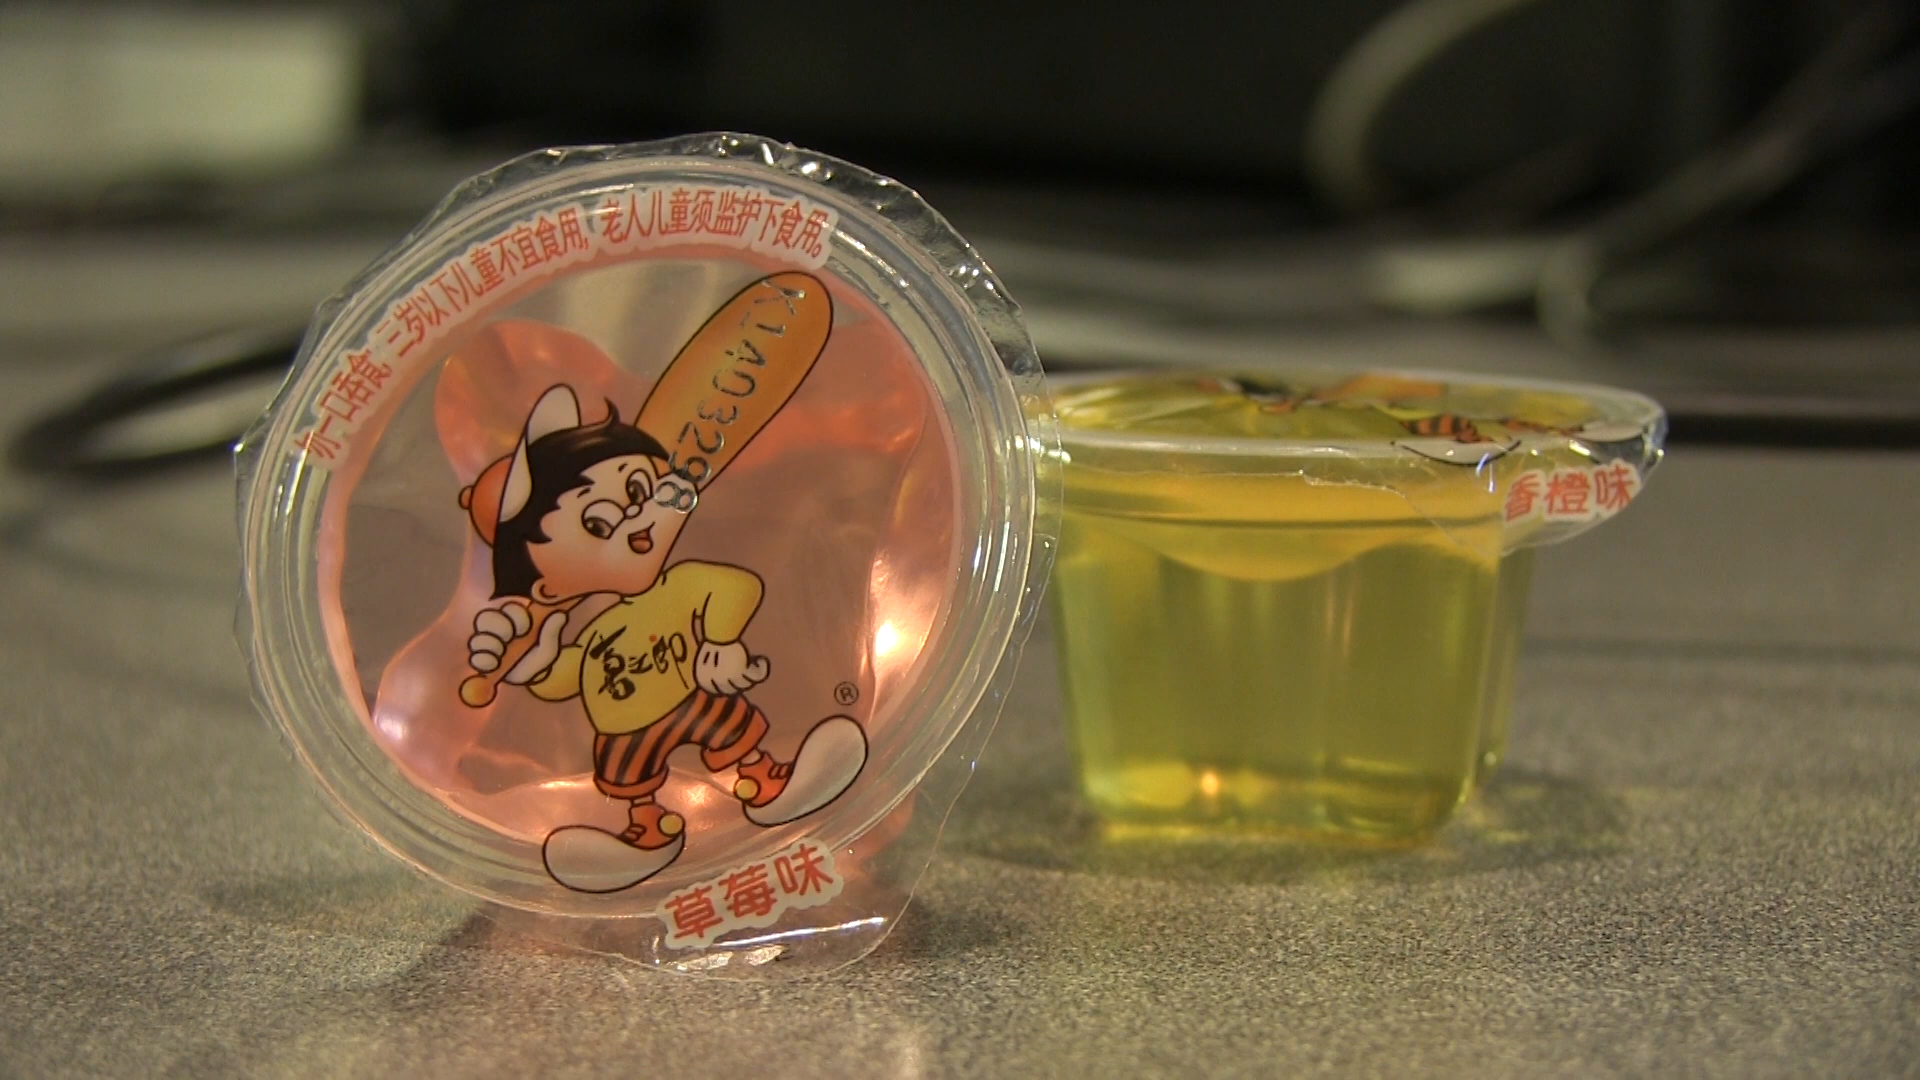 勿一口吞食 三岁以下儿童不宜食用, 老人儿童须监护下食用。
K1403298
喜之郎
®
草莓味
香橙味